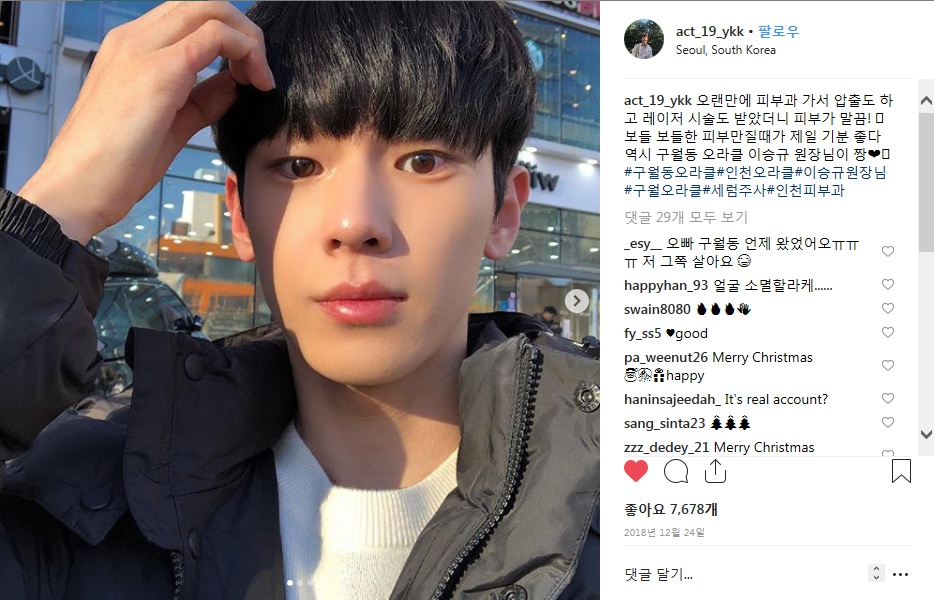 act_19_ykk • 팔로우
Seoul, South Korea
act_19_ykk 오랜만에 피부과 가서 압출도 하
고 레이저 시술도 받았더니 피부가 말끔!
보들 보들한 피부만질때가 제일 기분 좋다
역시 구월동 오라클 이승규 원장님이 짱❤
#구월동오라클#인천오라클#이승규원장님
#구월오라클#세럼주사#인천피부과
댓글 29개 모두 보기
_esy__ 오빠 구월동 언제 왔었어오ㅠㅠ
ㅠ 저 그쪽 살아요
happyhan_93 얼굴 소멸할라케......
swain8080
fy_ss5 ♥good
pa_weenut26 Merry Christmas
happy
haninsajeedah_ It's real account?
sang_sinta23
zzz_dedey_21 Merry Christmas
좋아요 7,678개
2018년 12월 24일
댓글 달기...